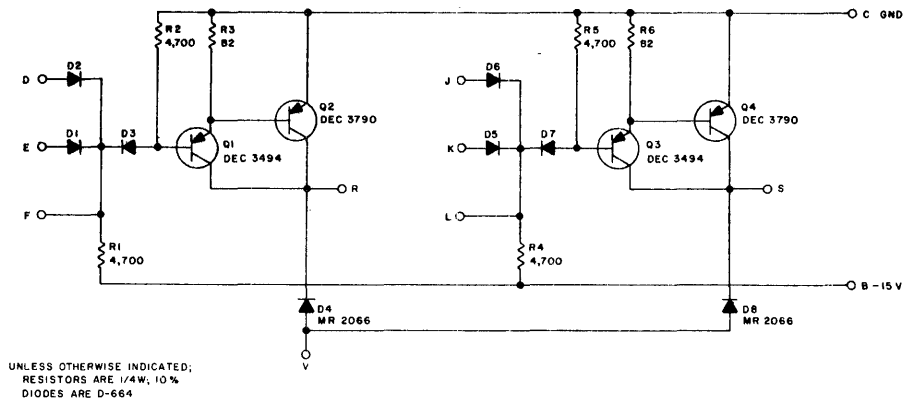 R2
4,700
R3
82
R5
4,700
R6
82
C GND
D
D2
J
D6
Q2
DEC 3790
Q4
DEC 3790
E
D1
D3
Q1
DEC 3494
K
D5
D7
Q3
DEC 3494
R
S
F
L
R1
4,700
R4
4,700
B -15V
D4
MR 2066
D8
MR 2066
V
UNLESS OTHERWISE INDICATED;
RESISTORS ARE 1/4W; 10%
DIODES ARE D-664